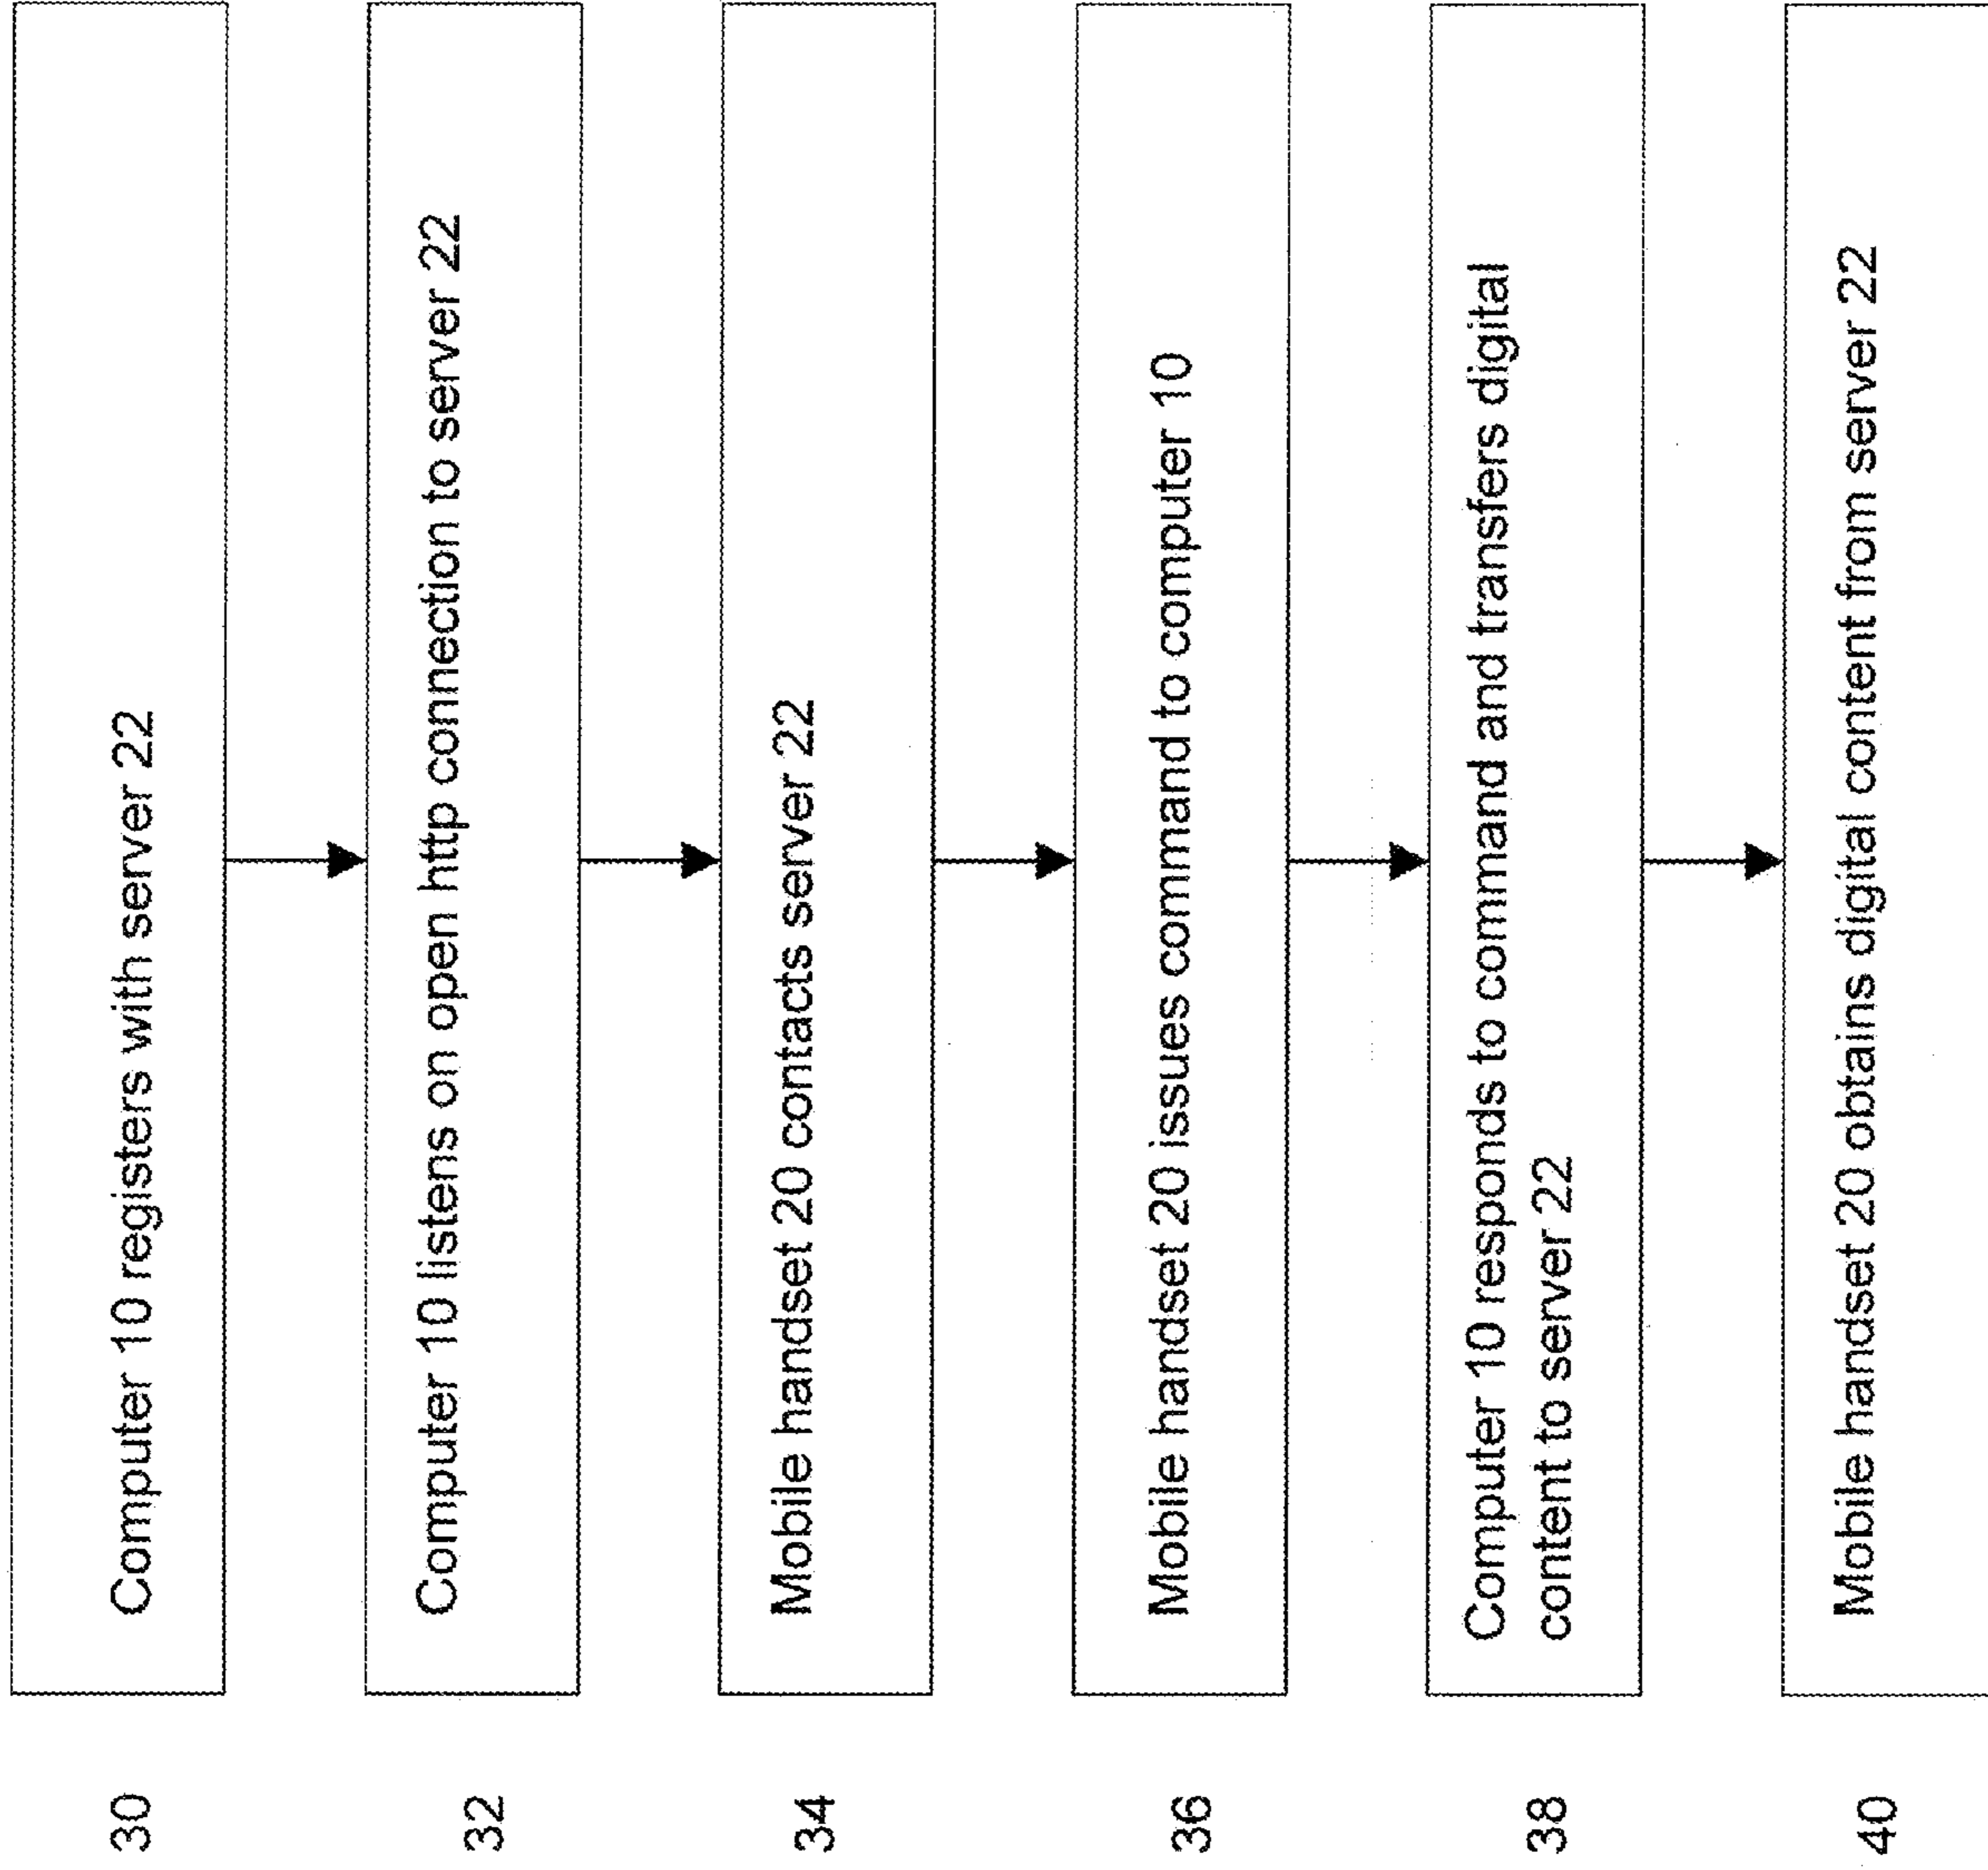 30
Computer 10 registers with server 22
32
Computer 10 listens on open http connection to server 22
34
Mobile handset 20 contacts server 22
36
Mobile handset 20 issues command to computer 10
38
Computer 10 responds to command and transfers digital
content to server 22
40
Mobile handset 20 obtains digital content from server 22